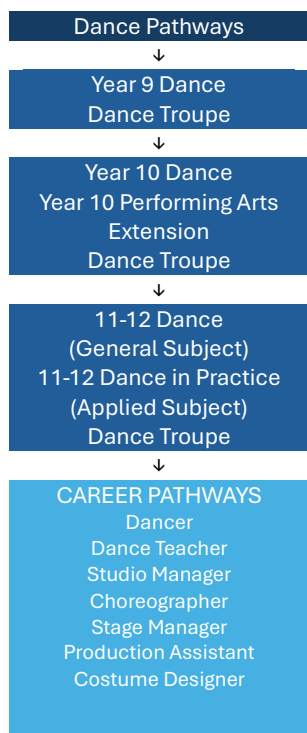 Dance Pathways
↓
Year 9 Dance
Dance Troupe
↓
Year 10 Dance
Year 10 Performing Arts
Extension
Dance Troupe
↓
11-12 Dance
(General Subject)
11-12 Dance in Practice
(Applied Subject)
Dance Troupe
↓
CAREER PATHWAYS
Dancer
Dance Teacher
Studio Manager
Choreographer
Stage Manager
Production Assistant
Costume Designer